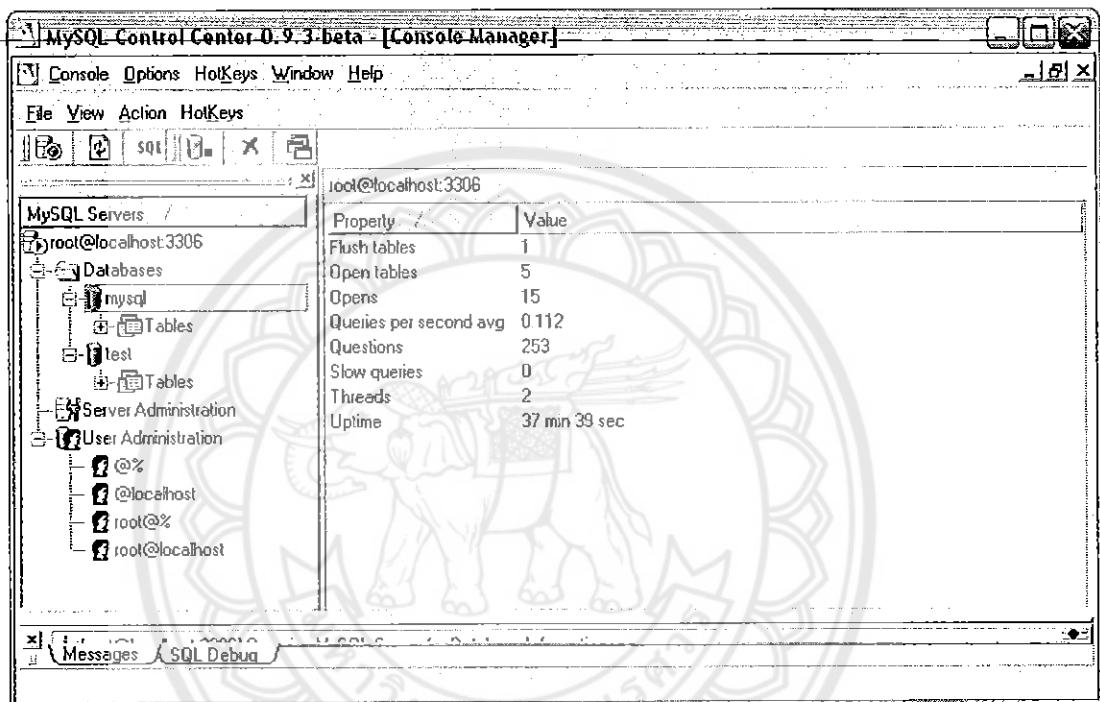 MySQL Control Center 0.9.3-beta - [Console Manager]
Console Options HotKeys Window Help
File View Action HotKeys
SQL
root@localhost:3306
MySQL Servers
Property Value
root@localhost:3306
Flush tables 1
Databases
Open tables 5
mysql
Opens 15
Tables
Queries per second avg 0.112
test
Questions 253
Tables
Slow queries 0
Server Administration
Threads 2
User Administration
Uptime 37 min 39 sec
@%
@localhost
root@%
root@localhost
Messages SQL Debug